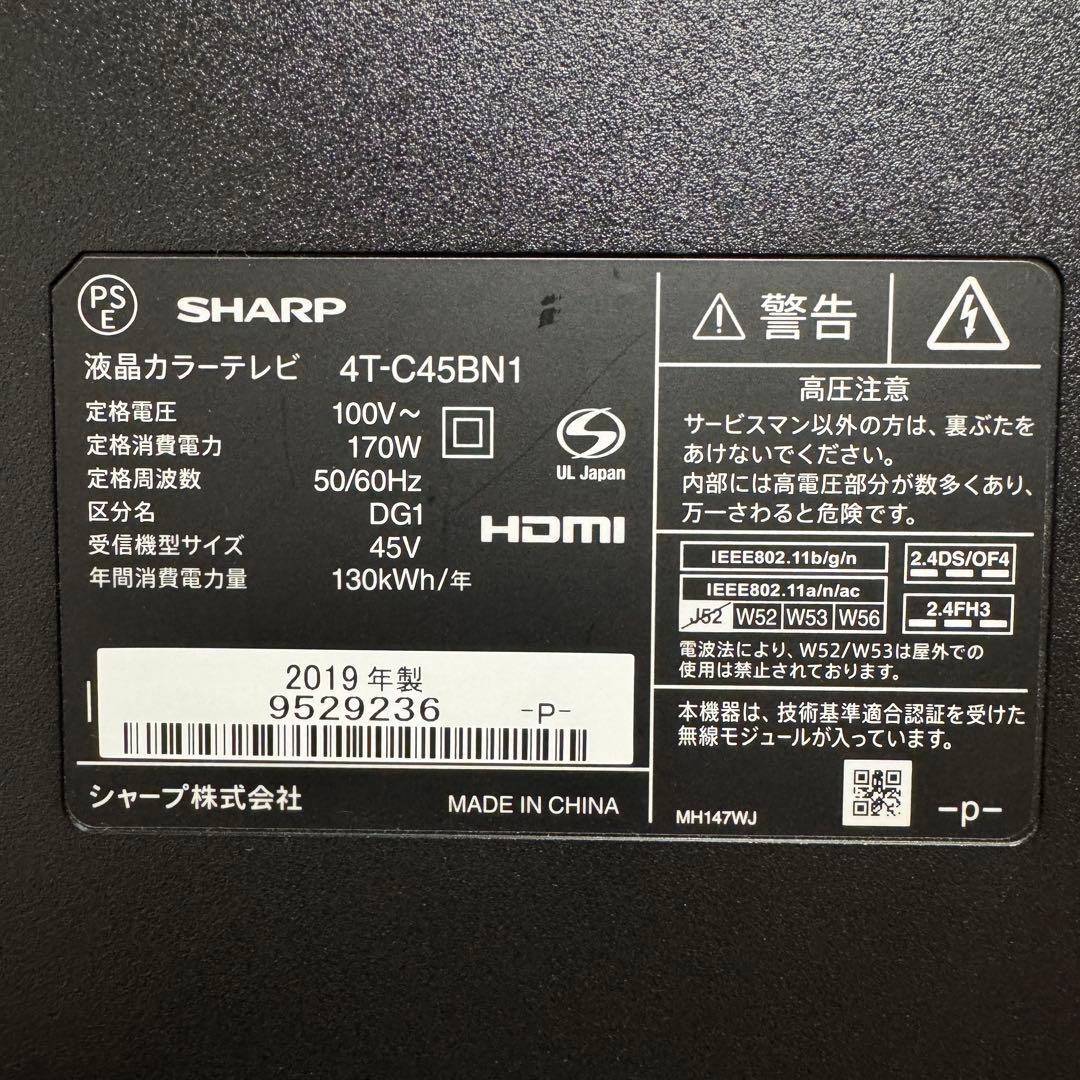 PSE
SHARP
液晶カラーテレビ 4T-C45BN1
定格電圧 100V～
定格消費電力 170W
定格周波数 50/60Hz
区分名 DG1
受信機型サイズ 45V
年間消費電力量 130kWh/年
UL Japan
HDMI
2019年製
9529236 -P-
シャープ株式会社 MADE IN CHINA
警告
高圧注意
サービスマン以外の方は、裏ぶたを
あけないでください。
内部には高電圧部分が数多くあり、
万一さわると危険です。
IEEE802.11b/g/n
IEEE802.11a/n/ac
J52 W52 W53 W56
2.4DS/OF4
2.4FH3
電波法により、W52/W53は屋外での
使用は禁止されております。
本機器は、技術基準適合認証を受けた
無線モジュールが入っています。
MH147WJ -p-